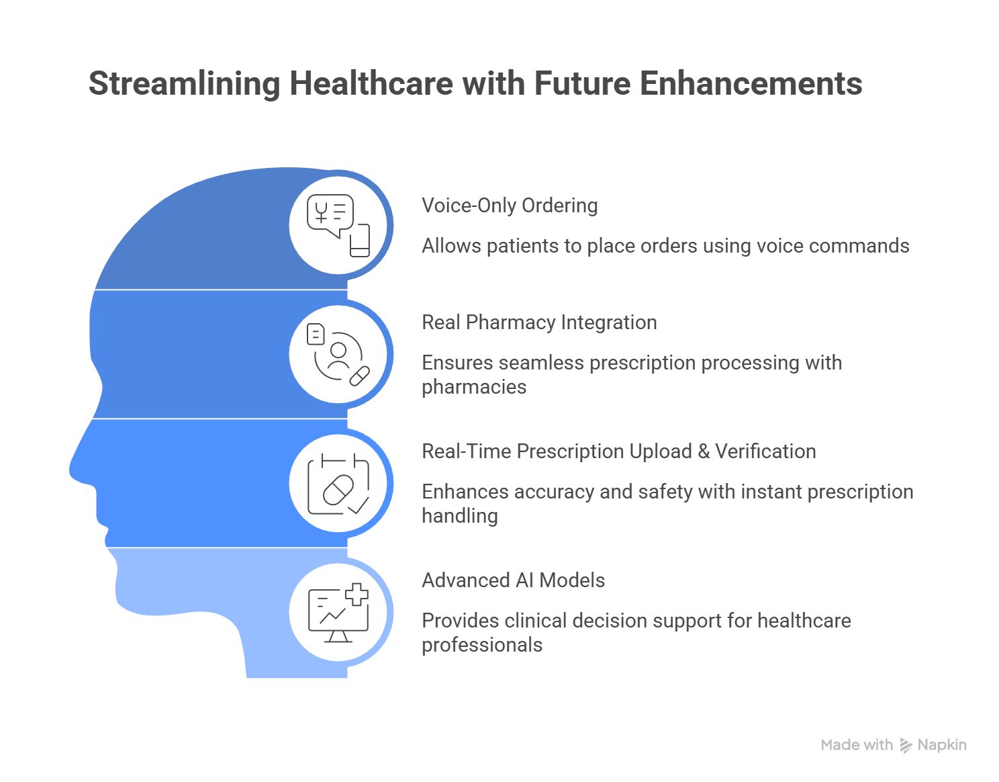 Streamlining Healthcare with Future Enhancements
Voice-Only Ordering
Allows patients to place orders using voice commands
Real Pharmacy Integration
Ensures seamless prescription processing with
pharmacies
Real-Time Prescription Upload & Verification
Enhances accuracy and safety with instant prescription
handling
Advanced AI Models
Provides clinical decision support for healthcare
professionals
Made with Napkin